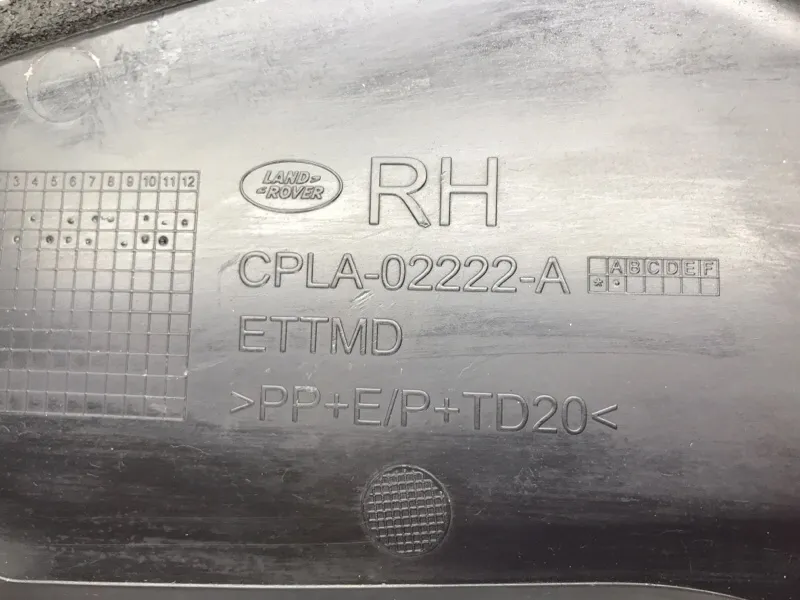 LAND
ROVER
RH
3 4 5 6 7 8 9 10 11 12
CPLA-02222-A
A B C D E F
ETTMD
>PP+E/P+TD20<